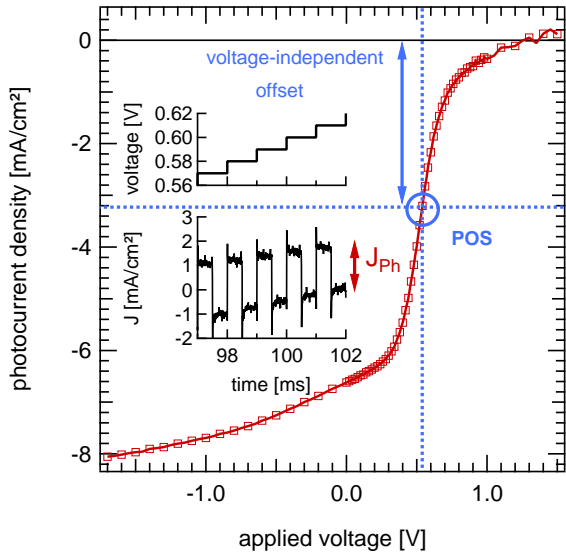 0
-2
-4
-6
-8
photocurrent density [mA/cm²]
-1.0
0.0
1.0
applied voltage [V]
voltage-independent
offset
POS
0.62
0.60
0.58
0.56
voltage [V]
3
2
1
0
-1
-2
J [mA/cm²]
98
100
102
time [ms]
JPh